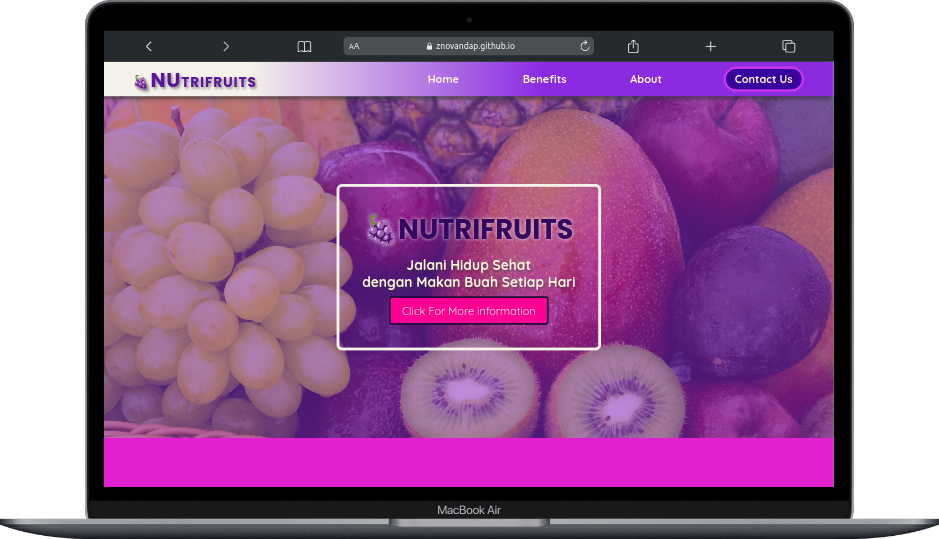 AA
znovandap.github.io
NUTRIFRUITS
Home
Benefits
About
Contact Us
NUTRIFRUITS
Jalani Hidup Sehat
dengan Makan Buah Setiap Hari
Click For More information
MacBook Air